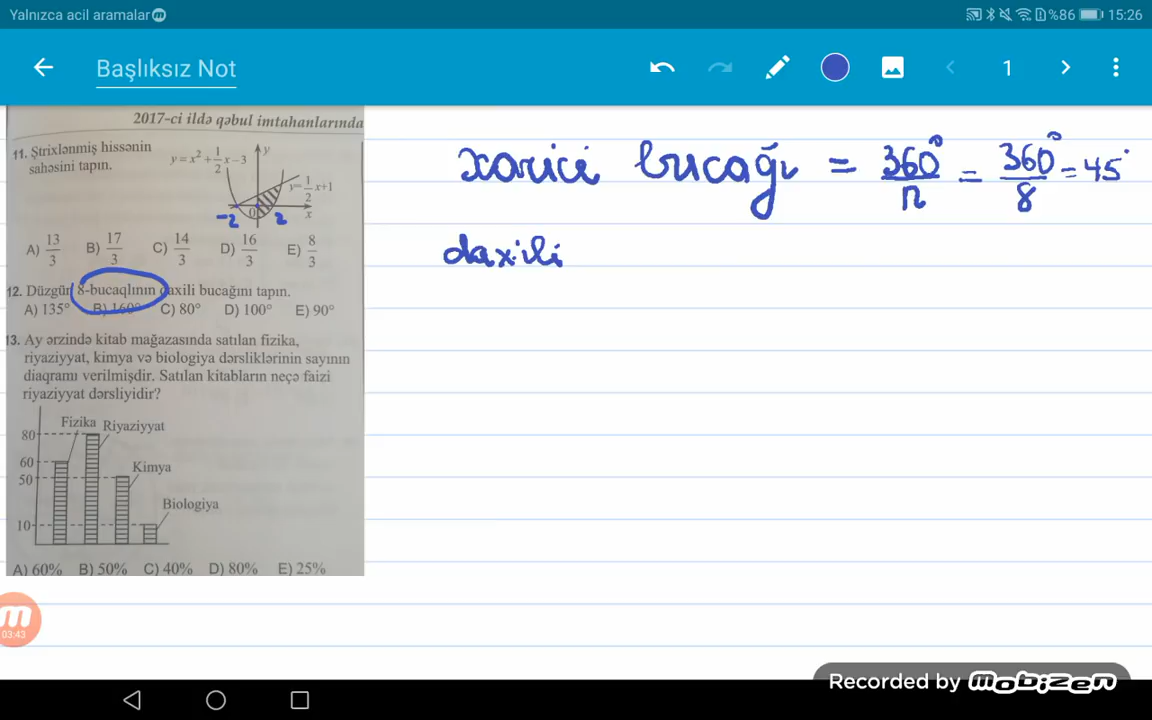 Yalnızca acil aramalar
%86 15:26
Başlıksız Not
1
2017-ci ildə qəbul imtahanlarında
11. Ştrixlənmiş hissənin
sahəsini tapın.
y = x² + 1/2 x − 3
y
y = 1/2 x + 1
-2 0 2 x
A) 13/3 B) 17/3 C) 14/3 D) 16/3 E) 8/3
12. Düzgün 8-bucaqlının daxili bucağını tapın.
A) 135° B) 160° C) 80° D) 100° E) 90°
13. Ay ərzində kitab mağazasında satılan fizika,
riyaziyyat, kimya və biologiya dərsliklərinin sayının
diaqramı verilmişdir. Satılan kitabların neçə faizi
riyaziyyat dərsliyidir?
Fizika Riyaziyyat
80
60
Kimya
50
Biologiya
10
A) 60% B) 50% C) 40% D) 80% E) 25%
xarici bucağı = 360°/n = 360°/8 = 45°
daxili
03:43
Recorded by mobizen